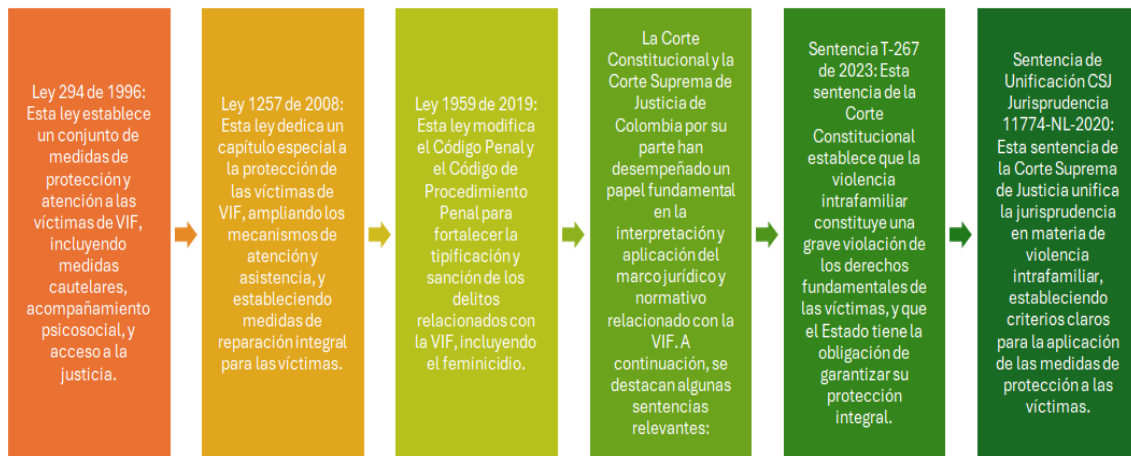 Ley 294 de 1996:
Esta ley establece
un conjunto de
medidas de
protección y
atención a las
víctimas de VIF,
incluyendo
medidas
cautelares,
acompañamiento
psicosocial, y
acceso a la
justicia.
Ley 1257 de 2008:
Esta ley dedica un
capítulo especial a
la protección de
las víctimas de
VIF, ampliando los
mecanismos de
atención y
asistencia, y
estableciendo
medidas de
reparación integral
para las víctimas.
Ley 1959 de 2019:
Esta ley modifica
el Código Penal y
el Código de
Procedimiento
Penal para
fortalecer la
tipificación y
sanción de los
delitos
relacionados con
la VIF, incluyendo
el feminicidio.
La Corte
Constitucional y la
Corte Suprema de
Justicia de
Colombia por su
parte han
desempeñado un
papel fundamental
en la
interpretación y
aplicación del
marco jurídico y
normativo
relacionado con la
VIF. A
continuación, se
destacan algunas
sentencias
relevantes:
Sentencia T-267
de 2023: Esta
sentencia de la
Corte
Constitucional
establece que la
violencia
intrafamiliar
constituye una
grave violación de
los derechos
fundamentales de
las víctimas, y que
el Estado tiene la
obligación de
garantizar su
protección
integral.
Sentencia de
Unificación CSJ
Jurisprudencia
11774-NL-2020:
Esta sentencia de
la Corte Suprema
de Justicia unifica
la jurisprudencia
en materia de
violencia
intrafamiliar,
estableciendo
criterios claros
para la aplicación
de las medidas de
protección a las
víctimas.